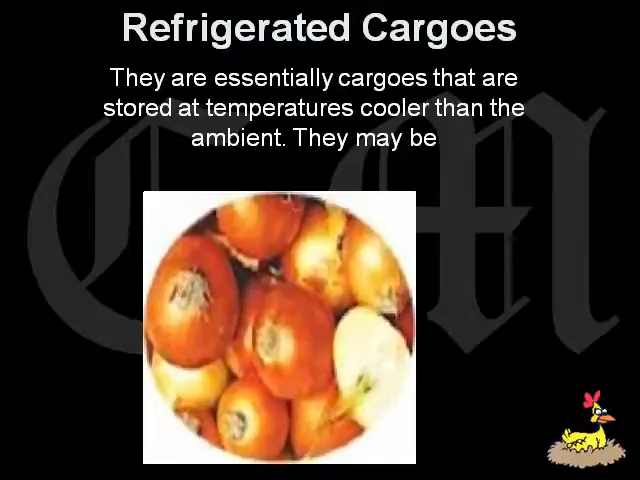 Refrigerated Cargoes
They are essentially cargoes that are
stored at temperatures cooler than the
ambient. They may be